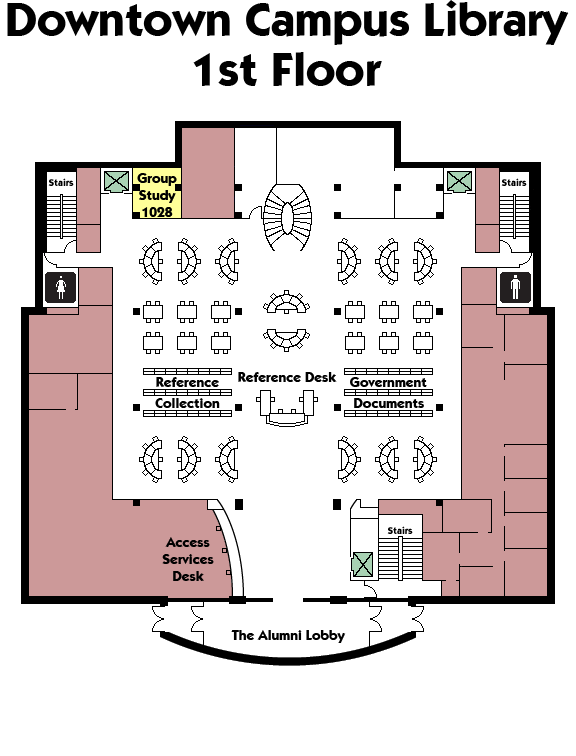 Downtown Campus Library
1st Floor
Stairs
Group
Study
1028
Stairs
Reference Desk
Reference
Collection
Government
Documents
Access
Services
Desk
Stairs
The Alumni Lobby